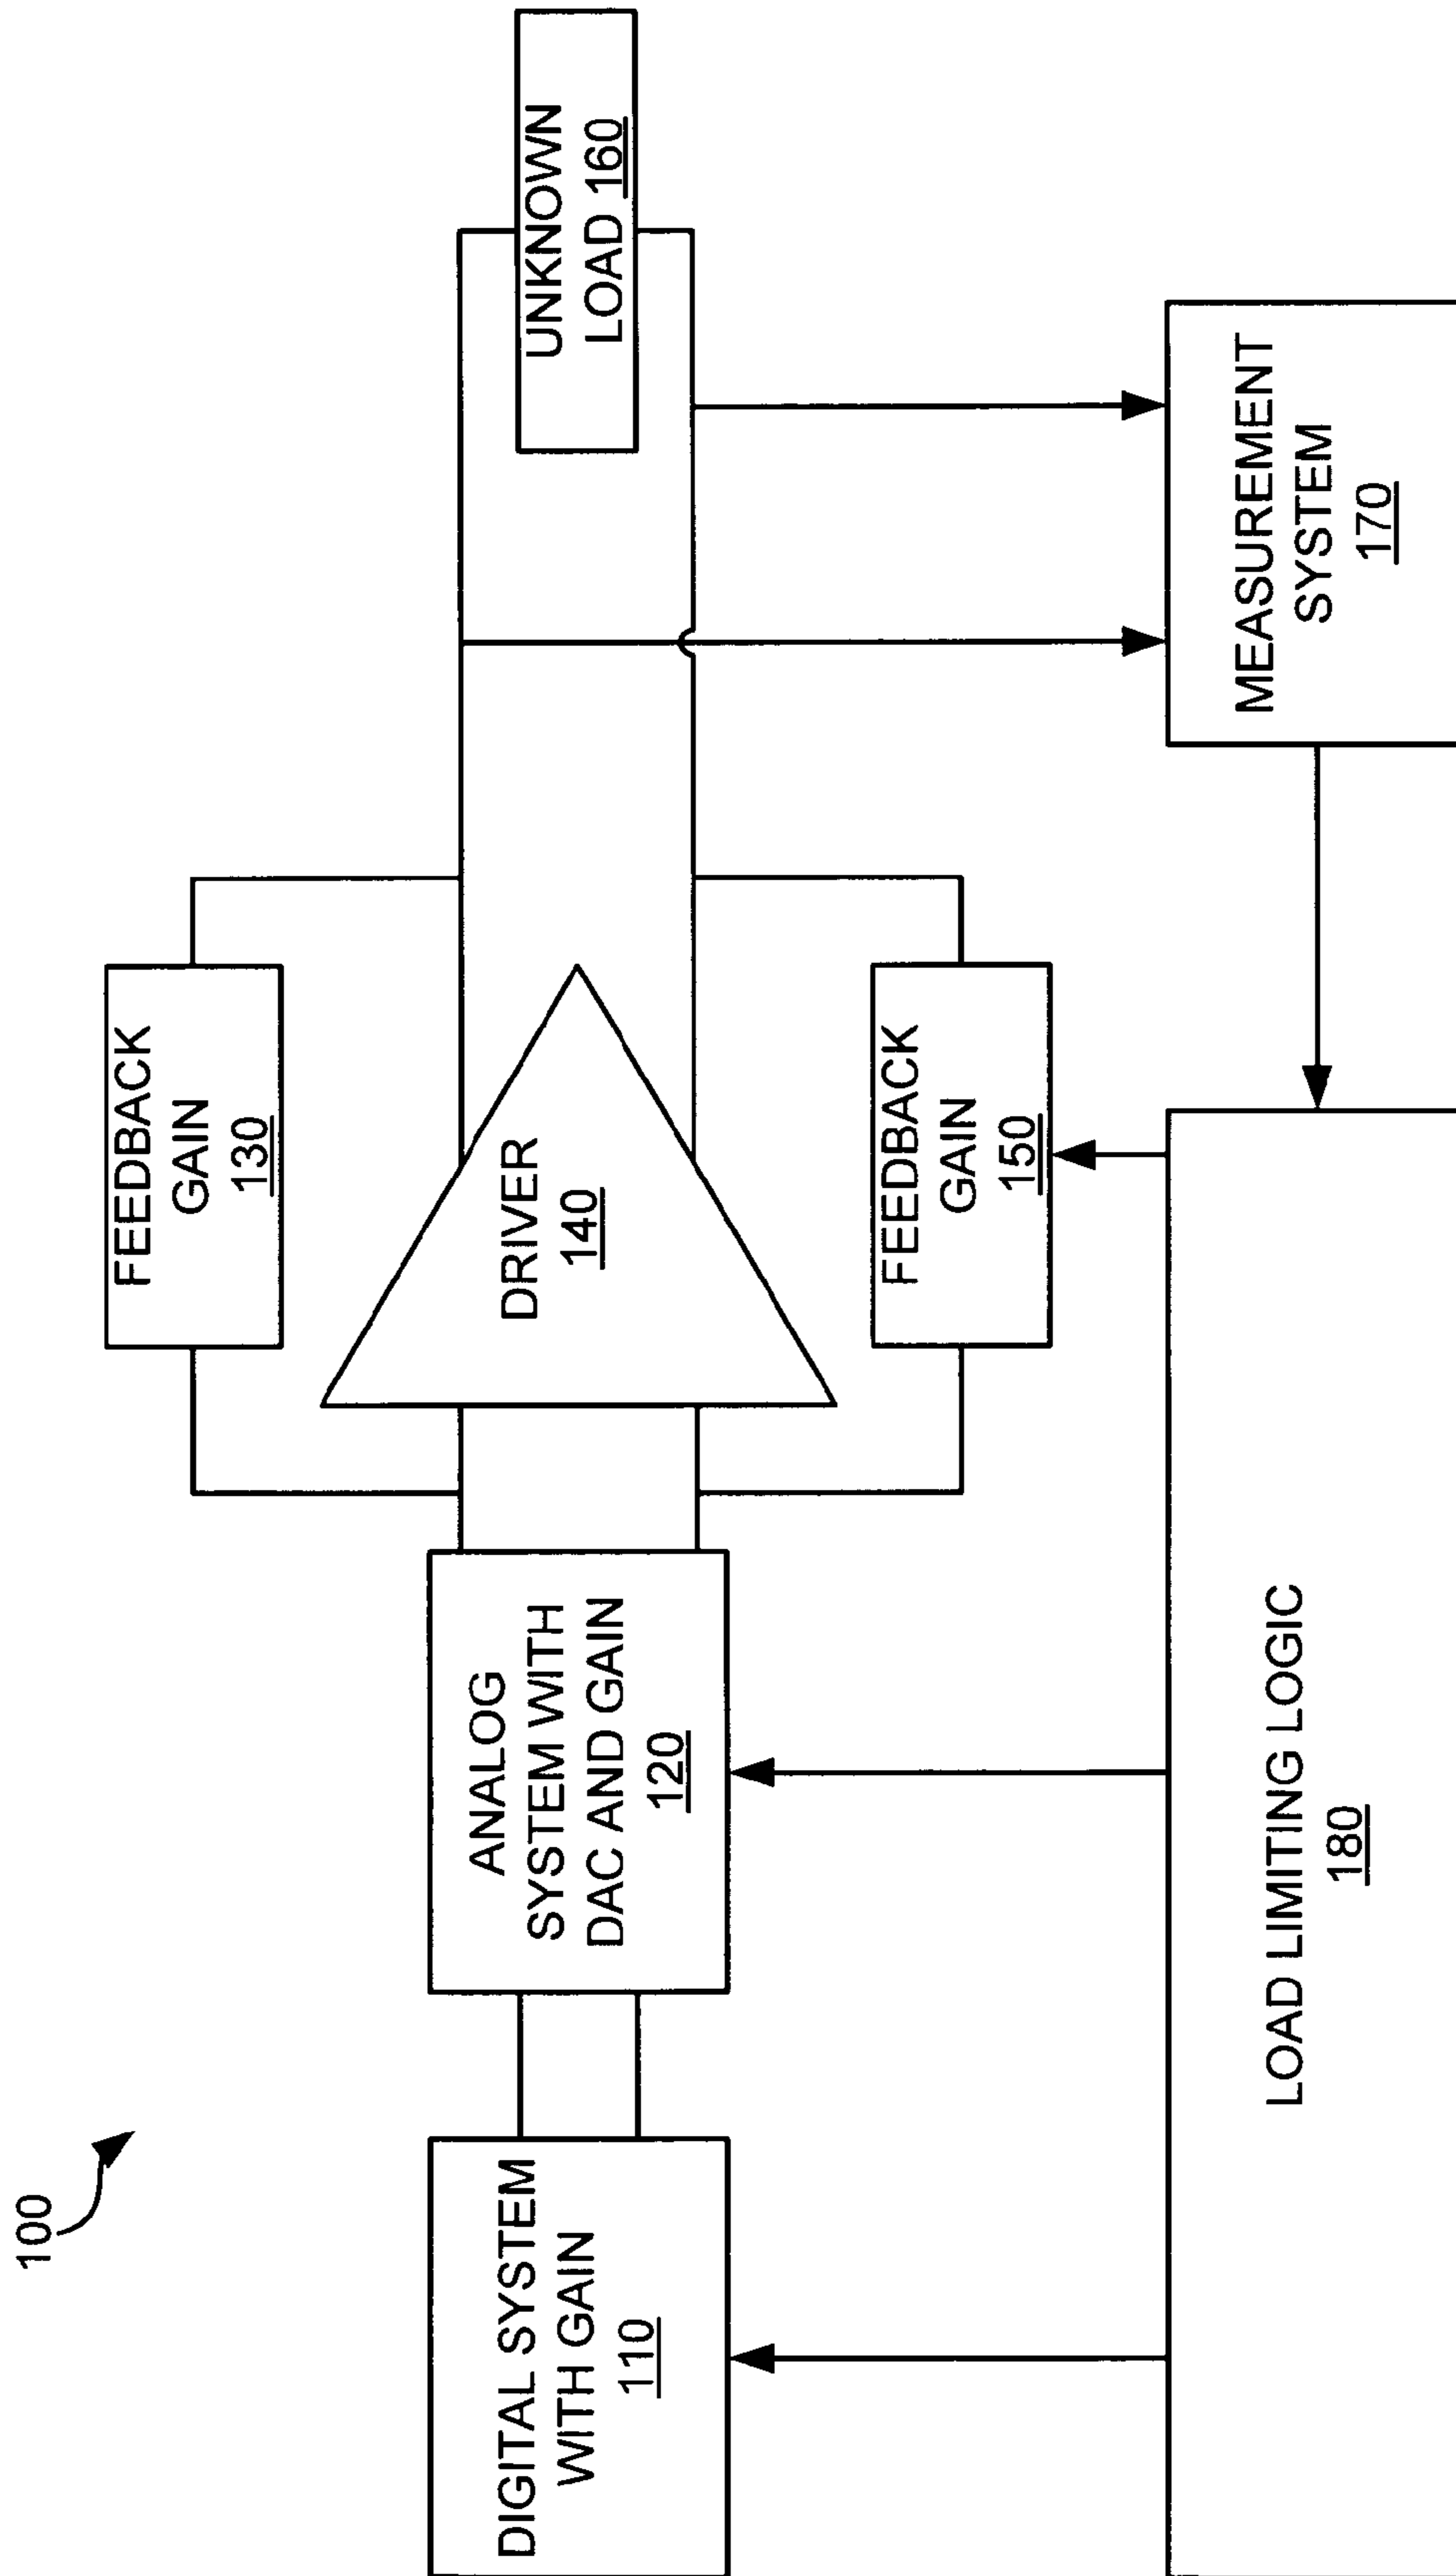 100
DIGITAL SYSTEM
WITH GAIN
110
ANALOG
SYSTEM WITH
DAC AND GAIN
120
FEEDBACK
GAIN
130
DRIVER
140
FEEDBACK
GAIN
150
UNKNOWN
LOAD 160
MEASUREMENT
SYSTEM
170
LOAD LIMITING LOGIC
180